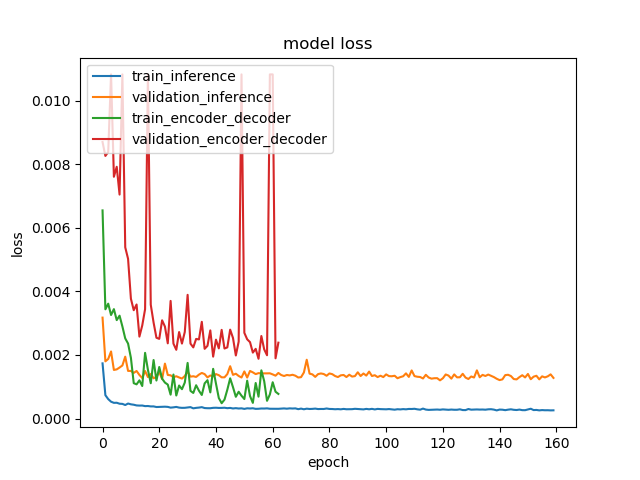 model loss
train_inference
validation_inference
train_encoder_decoder
validation_encoder_decoder
loss
0.010
0.008
0.006
0.004
0.002
0.000
0 20 40 60 80 100 120 140 160
epoch